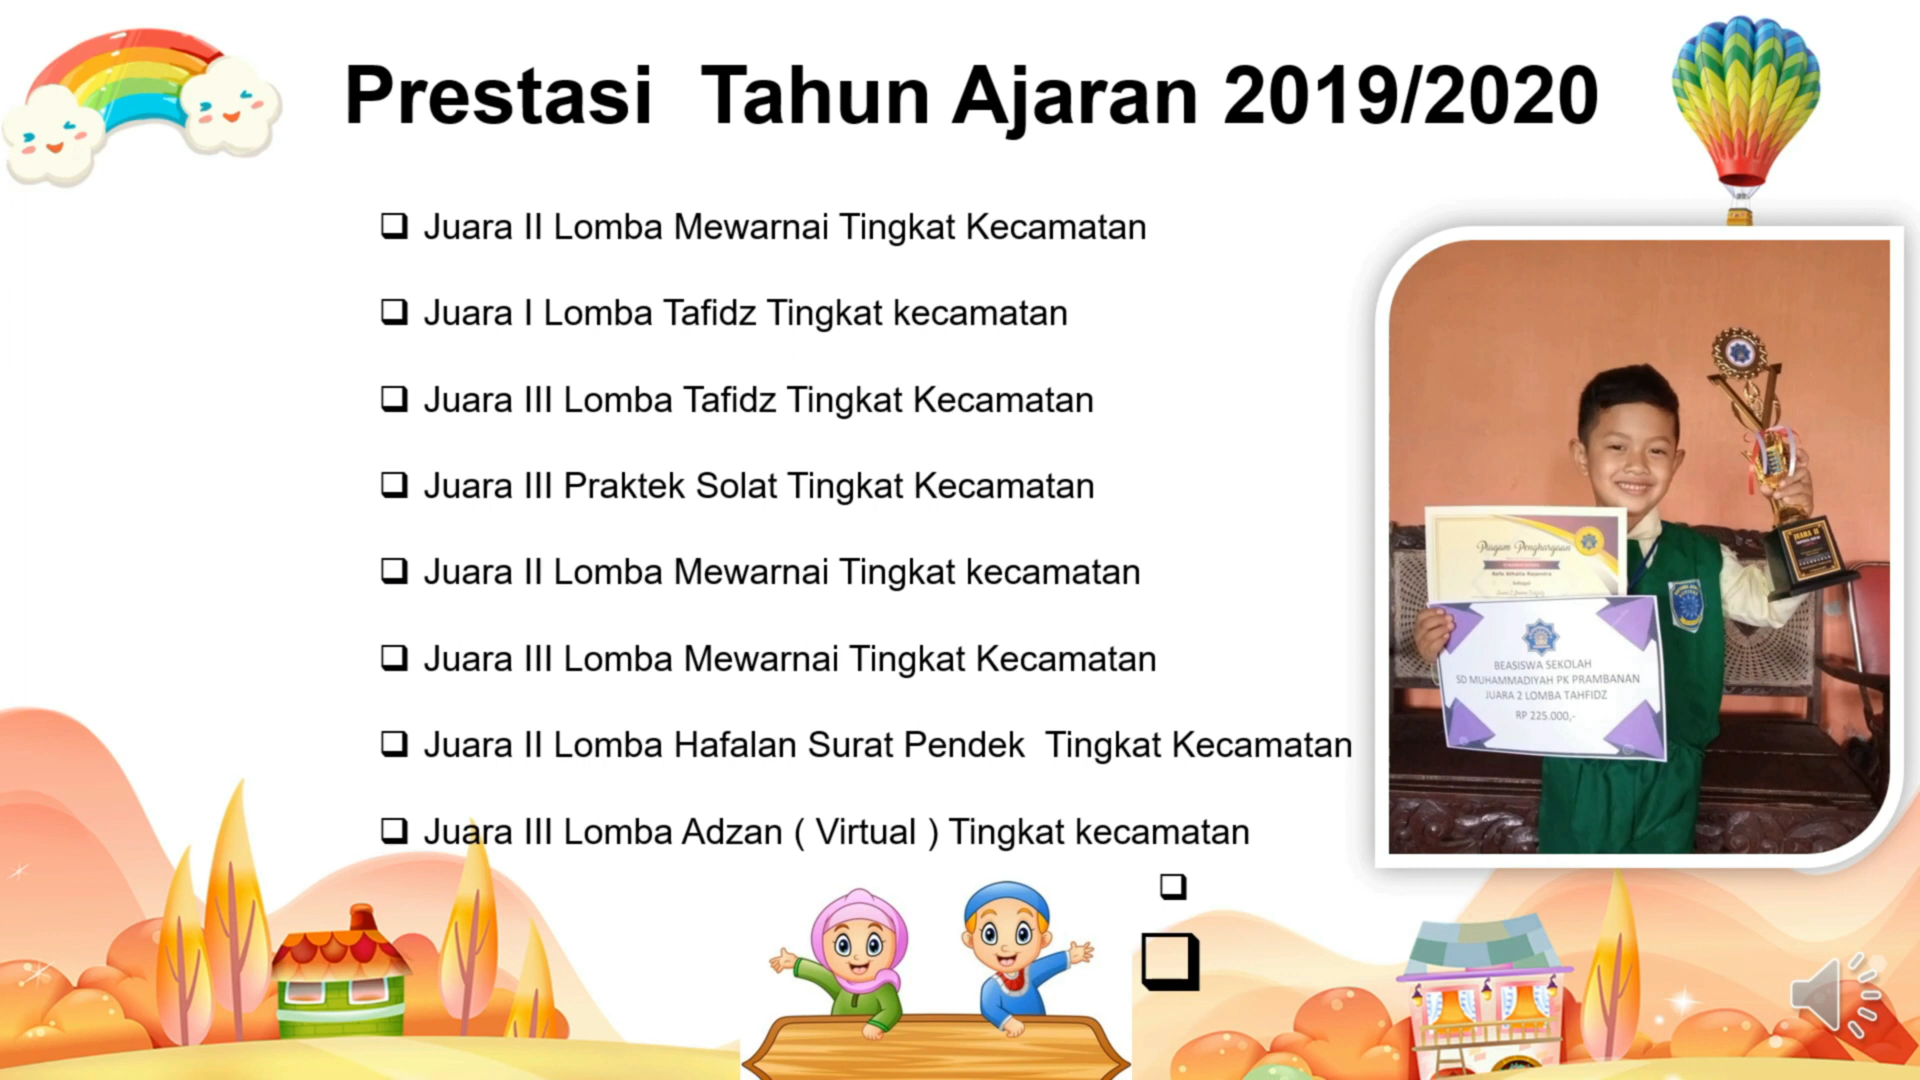 Prestasi  Tahun Ajaran 2019/2020
Juara II Lomba Mewarnai Tingkat Kecamatan
Juara I Lomba Tafidz Tingkat kecamatan
Juara III Lomba Tafidz Tingkat Kecamatan
Juara III Praktek Solat Tingkat Kecamatan
Juara II Lomba Mewarnai Tingkat kecamatan
Juara III Lomba Mewarnai Tingkat Kecamatan
Juara II Lomba Hafalan Surat Pendek  Tingkat Kecamatan
Juara III Lomba Adzan ( Virtual ) Tingkat kecamatan
JUARA II
Piagam Penghargaan
BEASISWA SEKOLAH
SD MUHAMMADIYAH PK PRAMBANAN
JUARA 2 LOMBA TAHFIDZ
RP 225.000,-